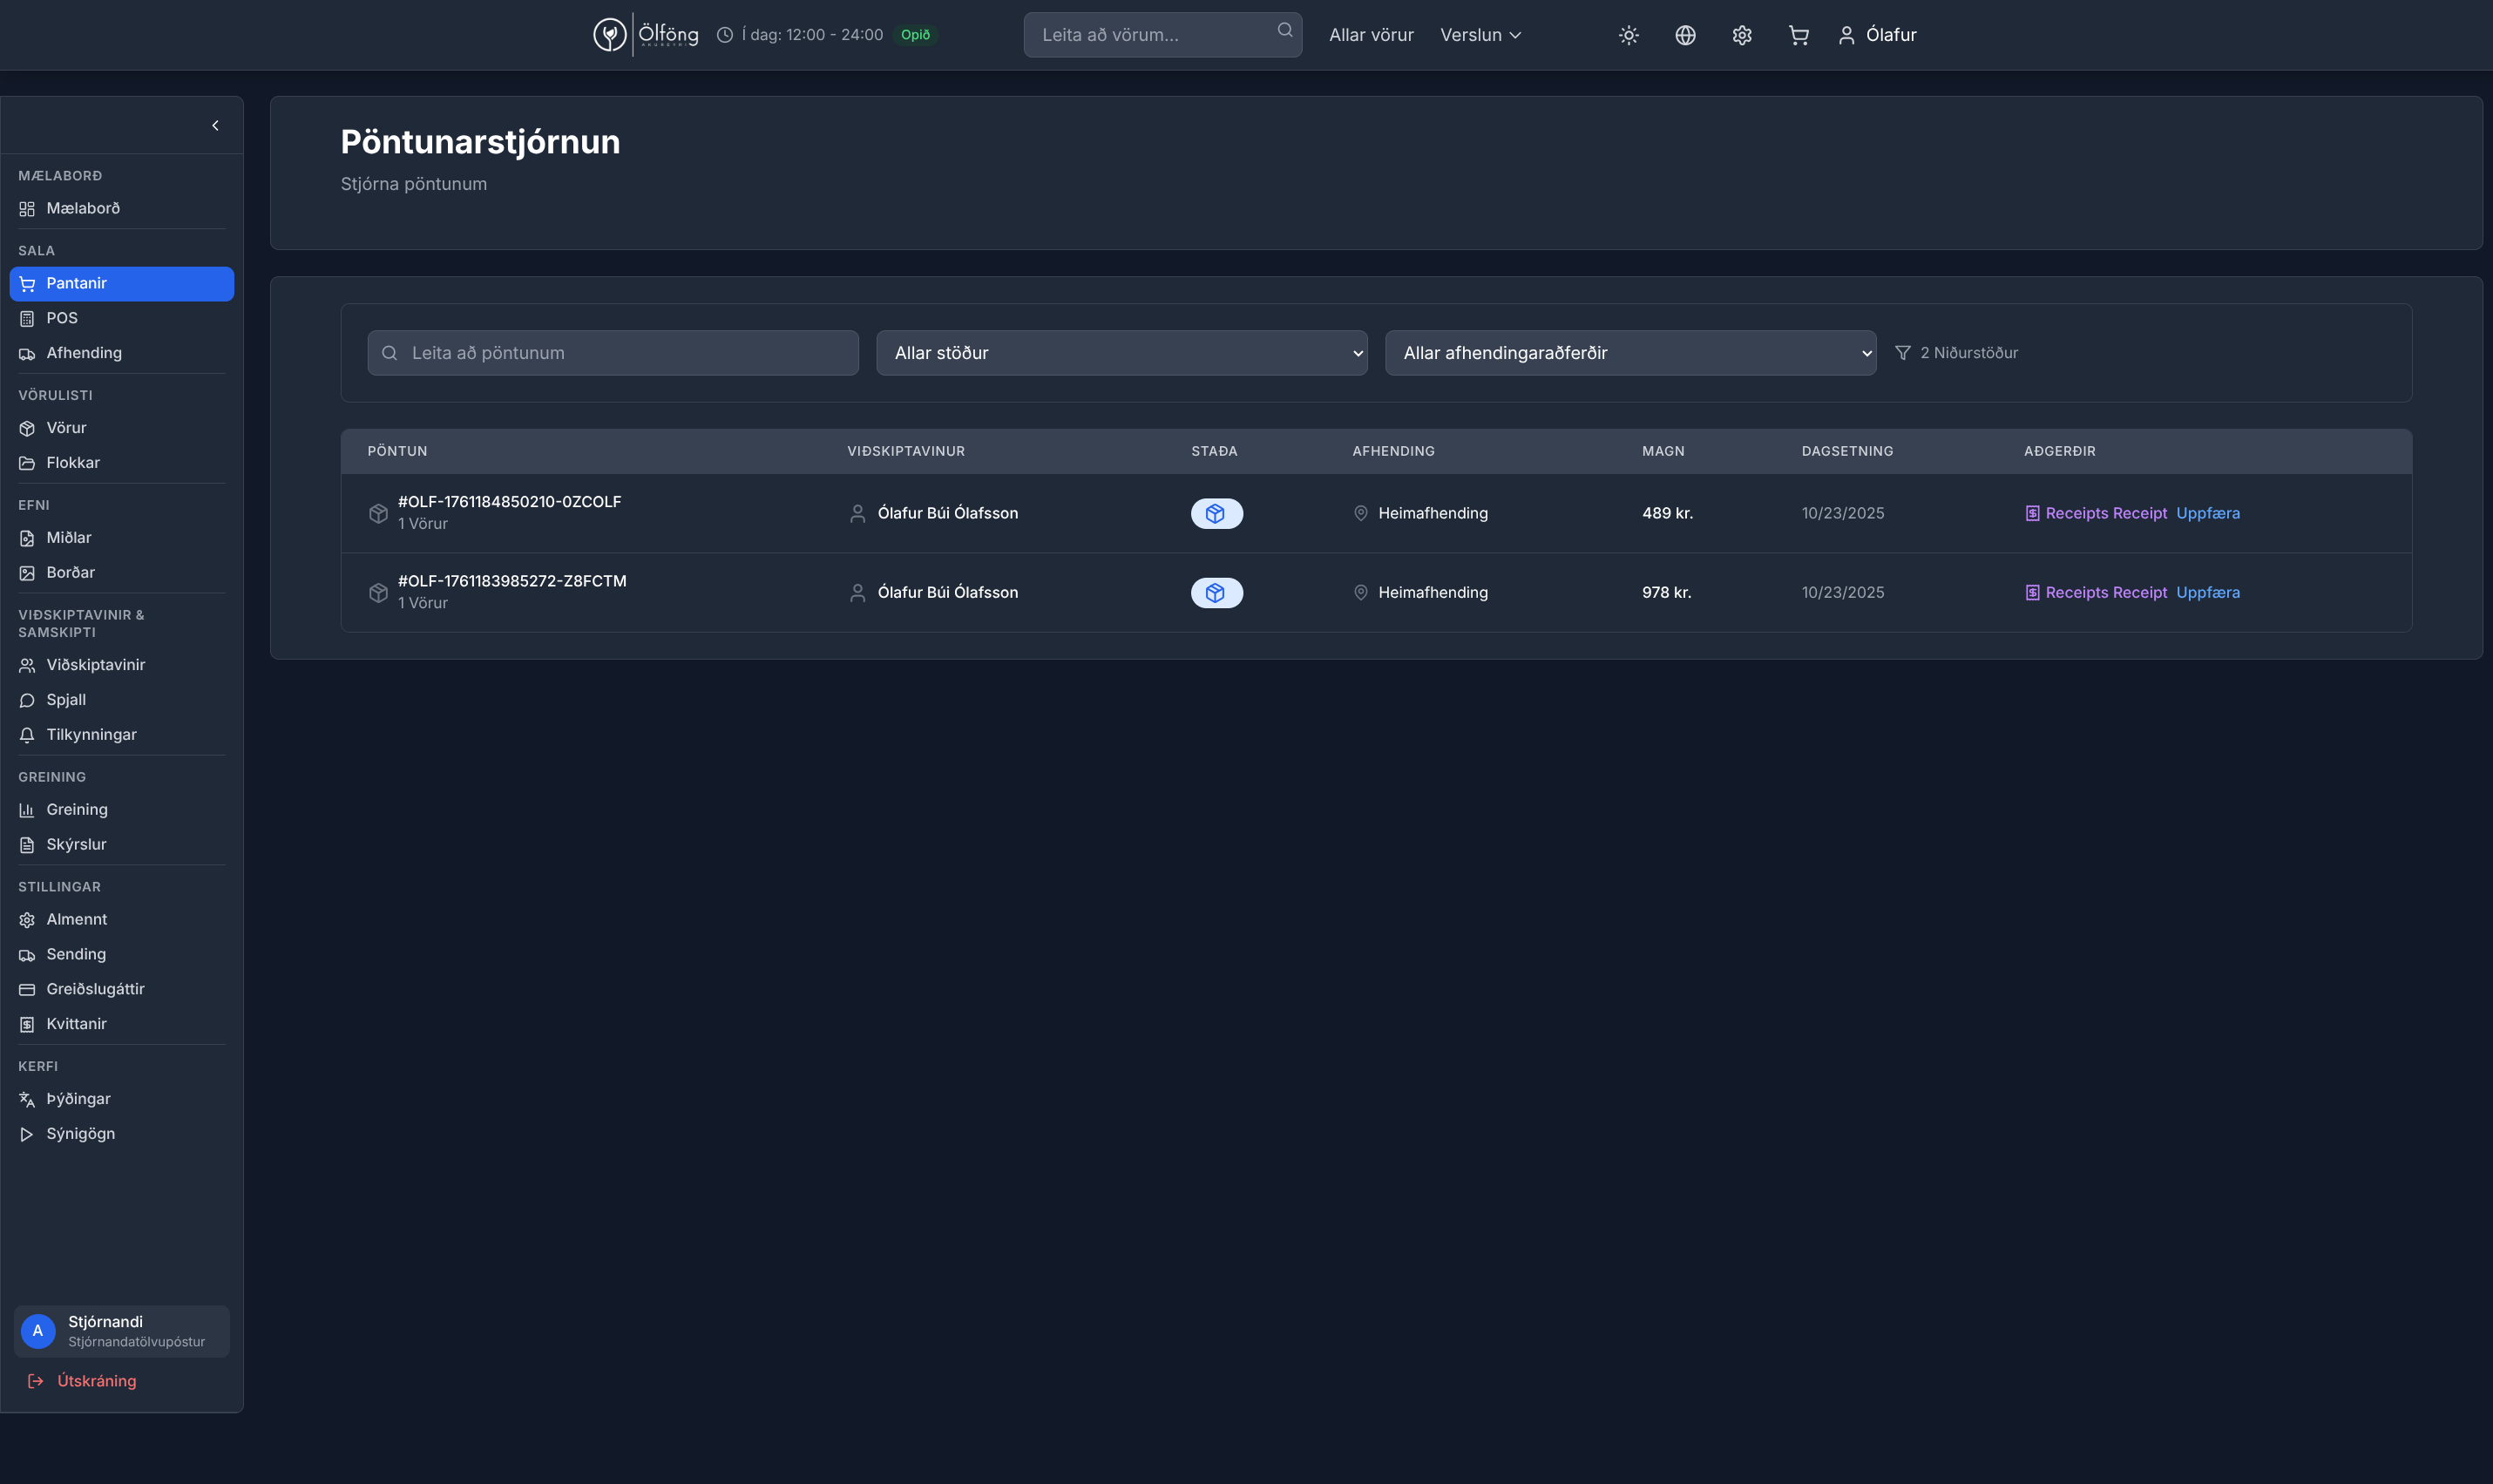 Ölföng
Í dag: 12:00 - 24:00
Opið
Leita að vörum...
Allar vörur
Verslun
Ólafur
MÆLABORÐ
Mælaborð
SALA
Pantanir
POS
Afhending
VÖRULISTI
Vörur
Flokkar
EFNI
Miðlar
Borðar
VIÐSKIPTAVINIR &
SAMSKIPTI
Viðskiptavinir
Spjall
Tilkynningar
GREINING
Greining
Skýrslur
STILLINGAR
Almennt
Sending
Greiðslugáttir
Kvittanir
KERFI
Þýðingar
Sýnigögn
A
Stjórnandi
Stjórnandatölvupóstur
Útskráning
Pöntunarstjórnun
Stjórna pöntunum
Leita að pöntunum
Allar stöður
Allar afhendingaraðferðir
2 Niðurstöður
PÖNTUN VIÐSKIPTAVINUR STAÐA AFHENDING MAGN DAGSETNING AÐGERÐIR
#OLF-1761184850210-0ZCOLF
1 Vörur
Ólafur Búi Ólafsson
Heimafhending
489 kr.
10/23/2025
Receipts Receipt Uppfæra
#OLF-1761183985272-Z8FCTM
1 Vörur
Ólafur Búi Ólafsson
Heimafhending
978 kr.
10/23/2025
Receipts Receipt Uppfæra